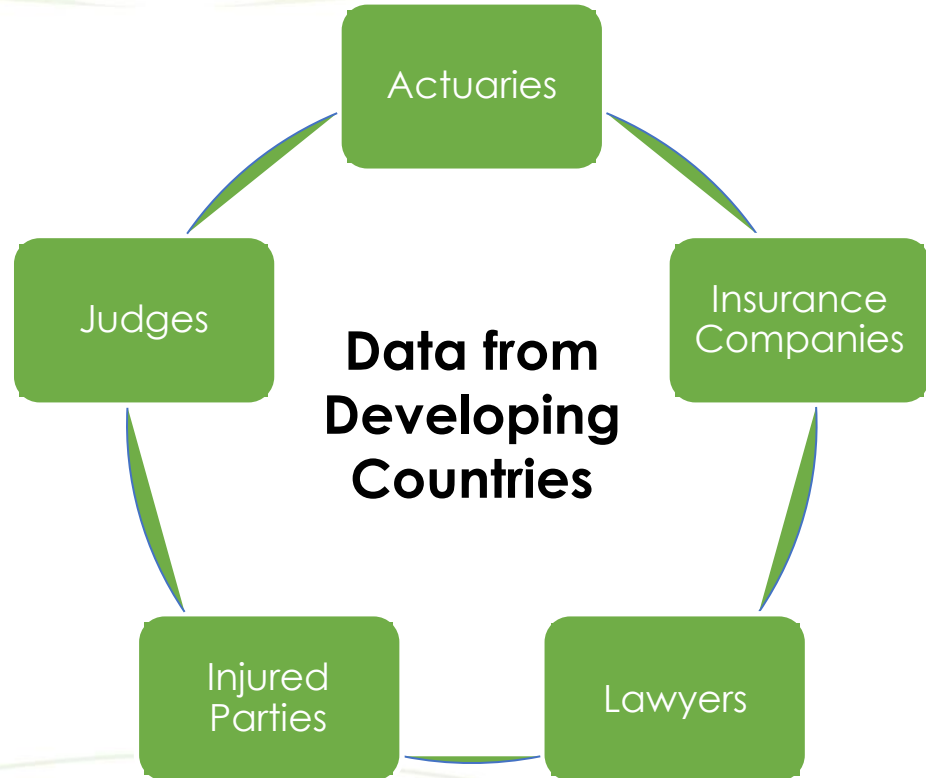 Actuaries
Judges
Insurance
Companies
Data from
Developing
Countries
Injured
Parties
Lawyers